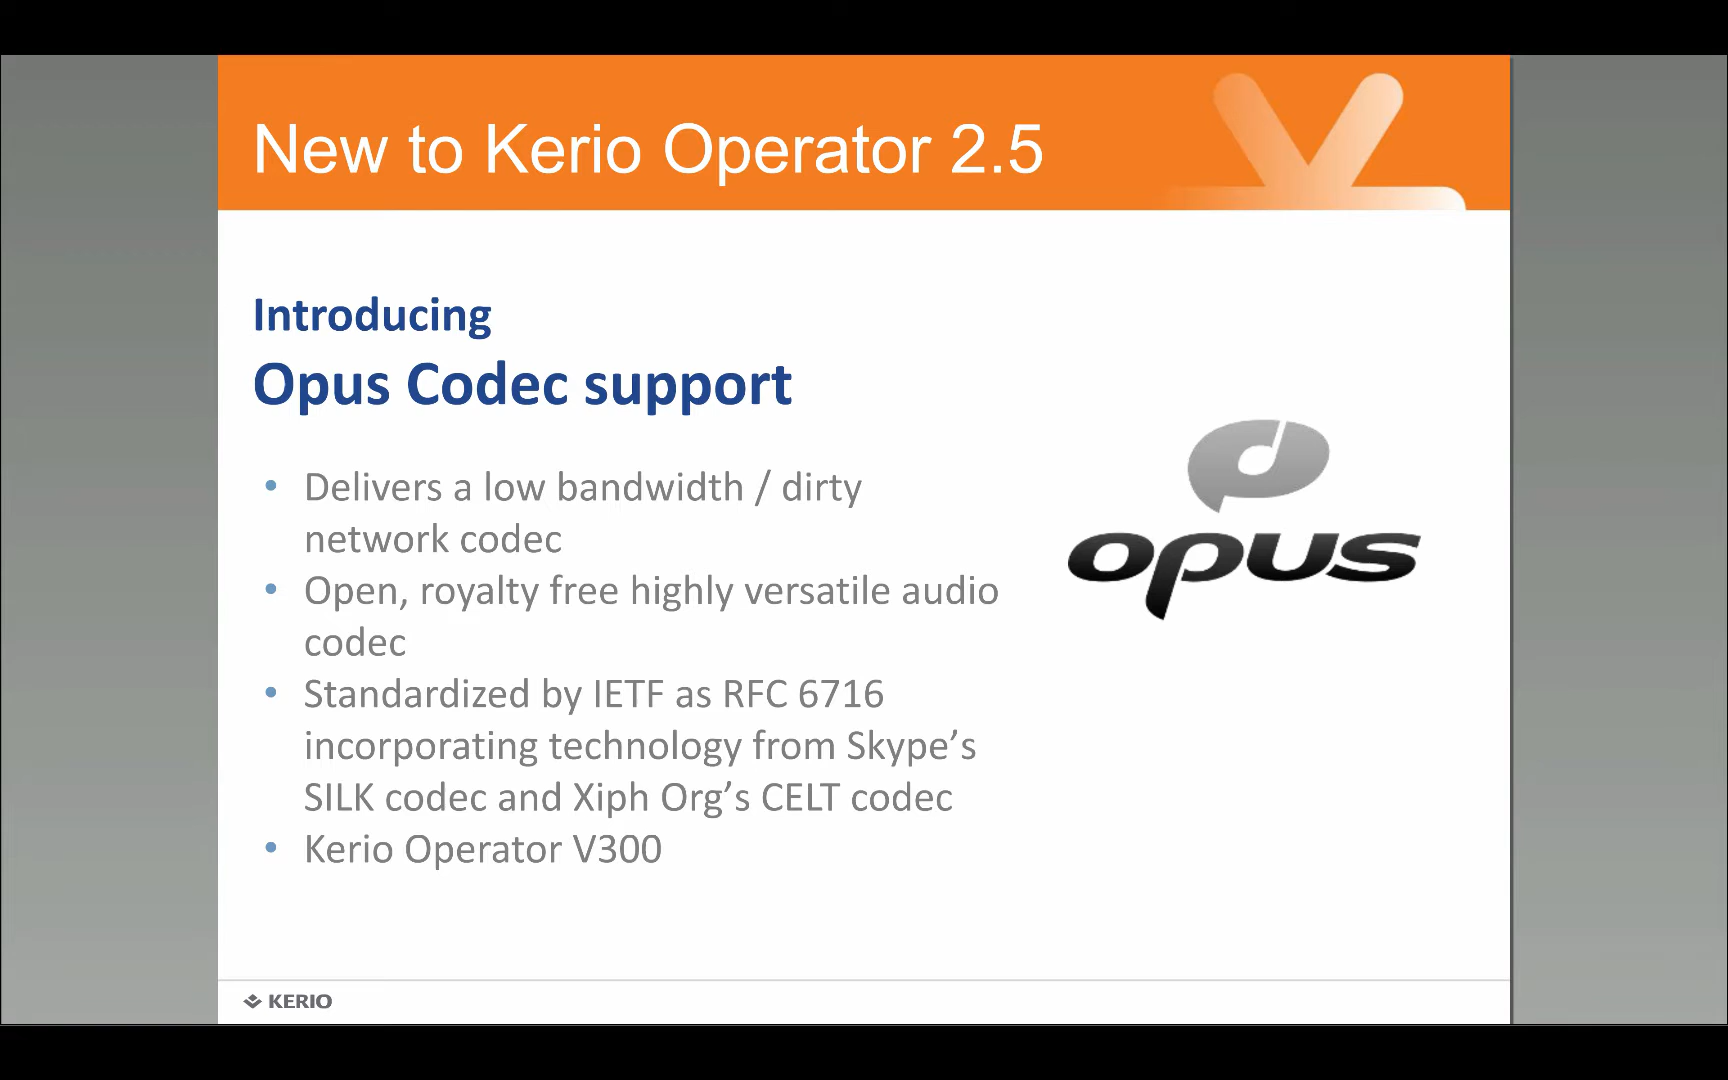 New to Kerio Operator 2.5
Introducing
Opus Codec support
• Delivers a low bandwidth / dirty
network codec
• Open, royalty free highly versatile audio
codec
• Standardized by IETF as RFC 6716
incorporating technology from Skype’s
SILK codec and Xiph Org’s CELT codec
• Kerio Operator V300
opus
KERIO